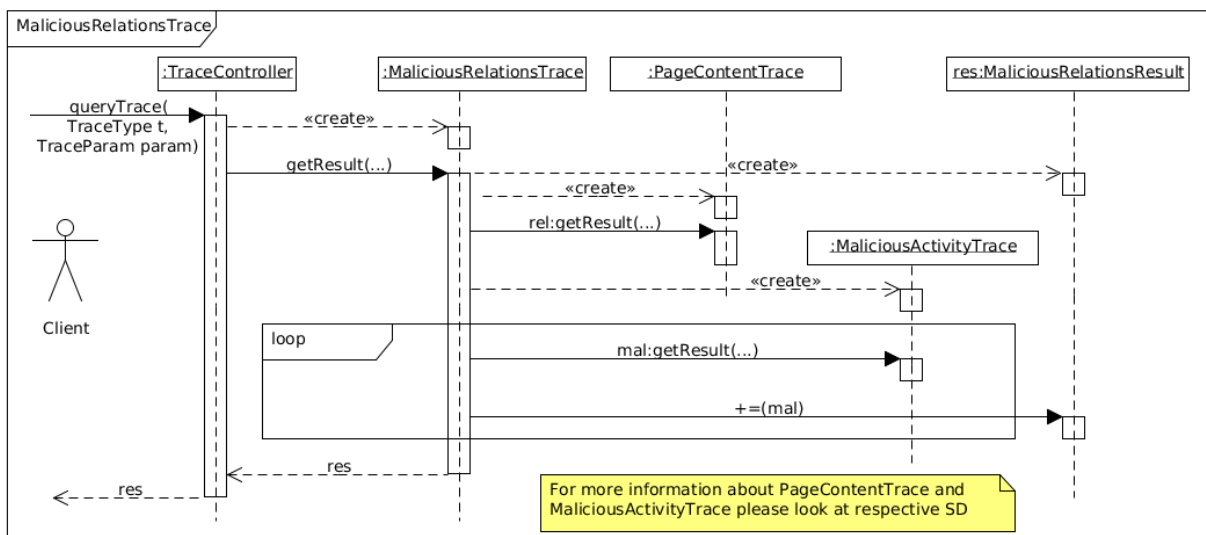 MaliciousRelationsTrace
:TraceController
:MaliciousRelationsTrace
:PageContentTrace
res:MaliciousRelationsResult
queryTrace(
TraceType t,
TraceParam param)
«create»
getResult(...)
«create»
«create»
rel:getResult(...)
:MaliciousActivityTrace
«create»
Client
loop
mal:getResult(...)
+=(mal)
res
res
For more information about PageContentTrace and
MaliciousActivityTrace please look at respective SD